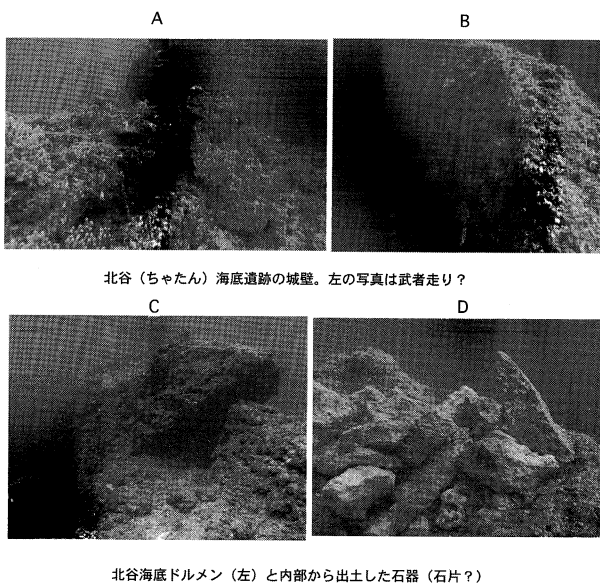 A
B
北谷(ちゃたん)海底遺跡の城壁。左の写真は武者走り?
C
D
北谷海底ドルメン(左)と内部から出土した石器(石片?)